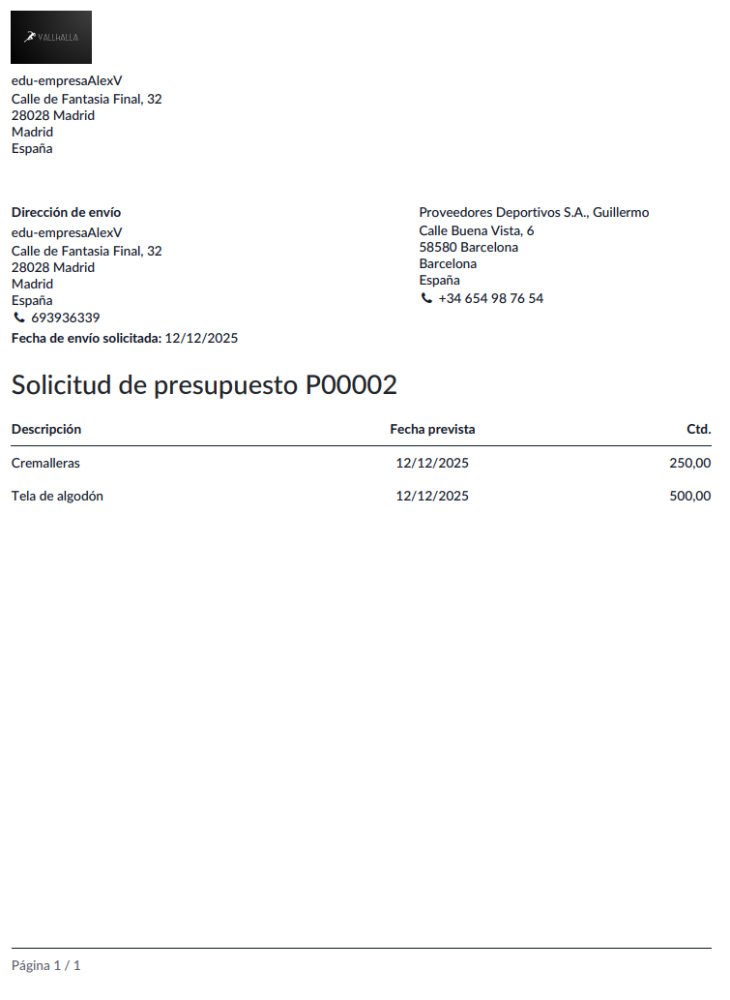 VALLHALLA
edu-empresaAlexV
Calle de Fantasia Final, 32
28028 Madrid
Madrid
España
Dirección de envío
edu-empresaAlexV
Calle de Fantasia Final, 32
28028 Madrid
Madrid
España
693936339
Fecha de envío solicitada: 12/12/2025
Proveedores Deportivos S.A., Guillermo
Calle Buena Vista, 6
58580 Barcelona
Barcelona
España
+34 654 98 76 54
Solicitud de presupuesto P00002
Descripción Fecha prevista Ctd.
Cremalleras 12/12/2025 250,00
Tela de algodón 12/12/2025 500,00
Página 1 / 1